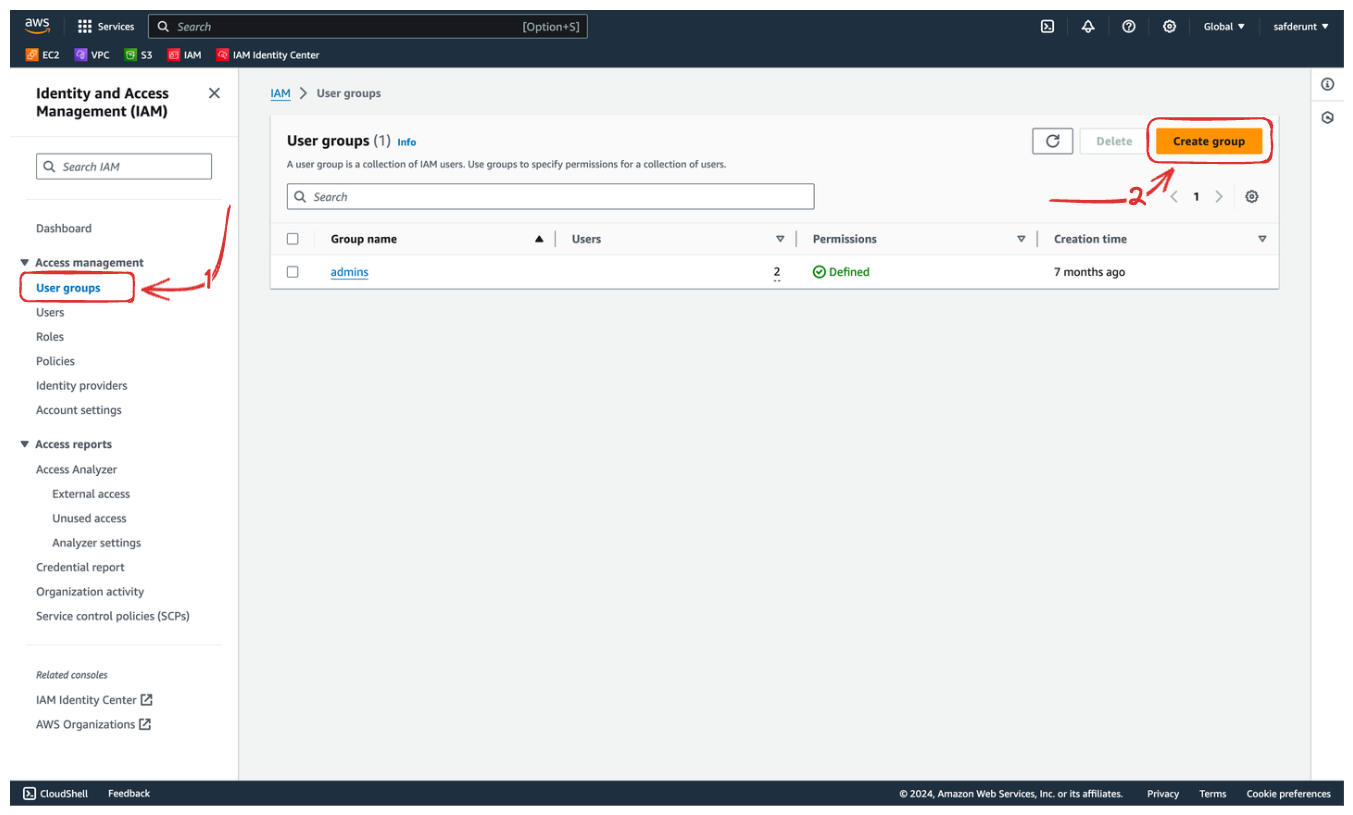 aws Services Search [Option+S] Global ▼ safderunt ▼
EC2 VPC S3 IAM IAM Identity Center
Identity and Access
Management (IAM)
Search IAM
Dashboard
Access management
User groups
1
Users
Roles
Policies
Identity providers
Account settings
Access reports
Access Analyzer
External access
Unused access
Analyzer settings
Credential report
Organization activity
Service control policies (SCPs)
Related consoles
IAM Identity Center
AWS Organizations
IAM > User groups
User groups (1) Info
Delete Create group
A user group is a collection of IAM users. Use groups to specify permissions for a collection of users.
Search
2
< 1 >
Group name Users Permissions Creation time
admins 2 Defined 7 months ago
CloudShell Feedback © 2024, Amazon Web Services, Inc. or its affiliates. Privacy Terms Cookie preferences